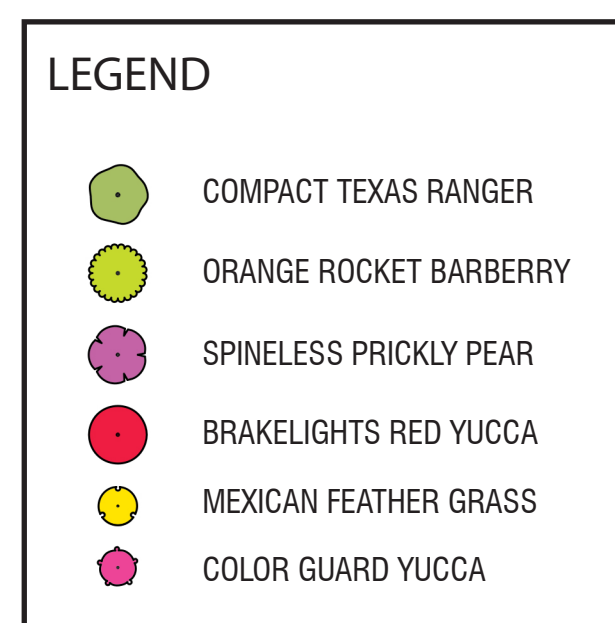 LEGEND
COMPACT TEXAS RANGER
ORANGE ROCKET BARBERRY
SPINELESS PRICKLY PEAR
BRAKELIGHTS RED YUCCA
MEXICAN FEATHER GRASS
COLOR GUARD YUCCA